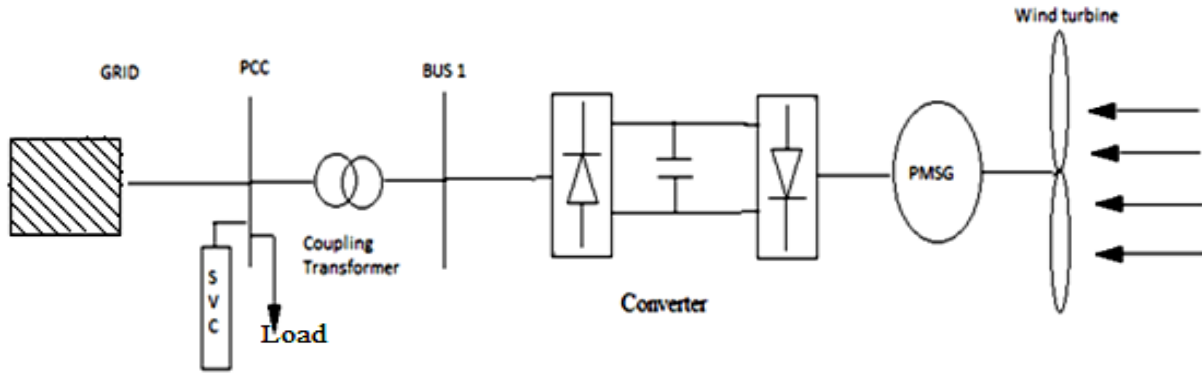 Wind turbine
GRID
PCC
BUS 1
PMSG
Coupling
Transformer
S
V
C
Load
Converter